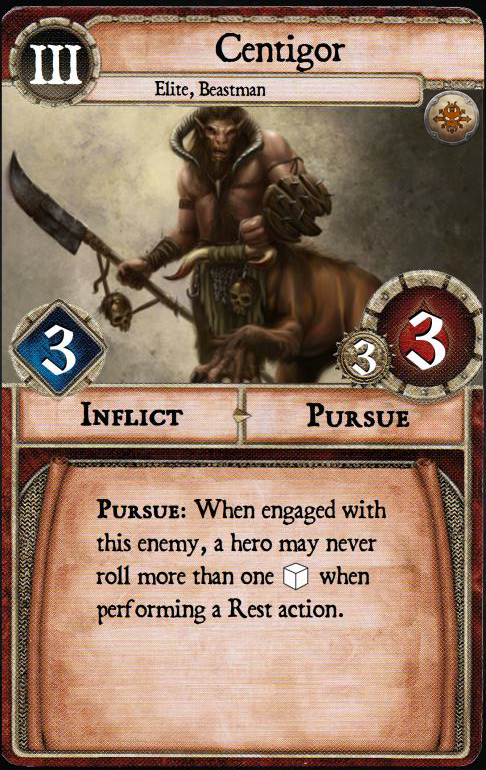 III
Centigor
Elite, Beastman
3
3
3
INFLICT
PURSUE
PURSUE: When engaged with
this enemy, a hero may never
roll more than one when
performing a Rest action.